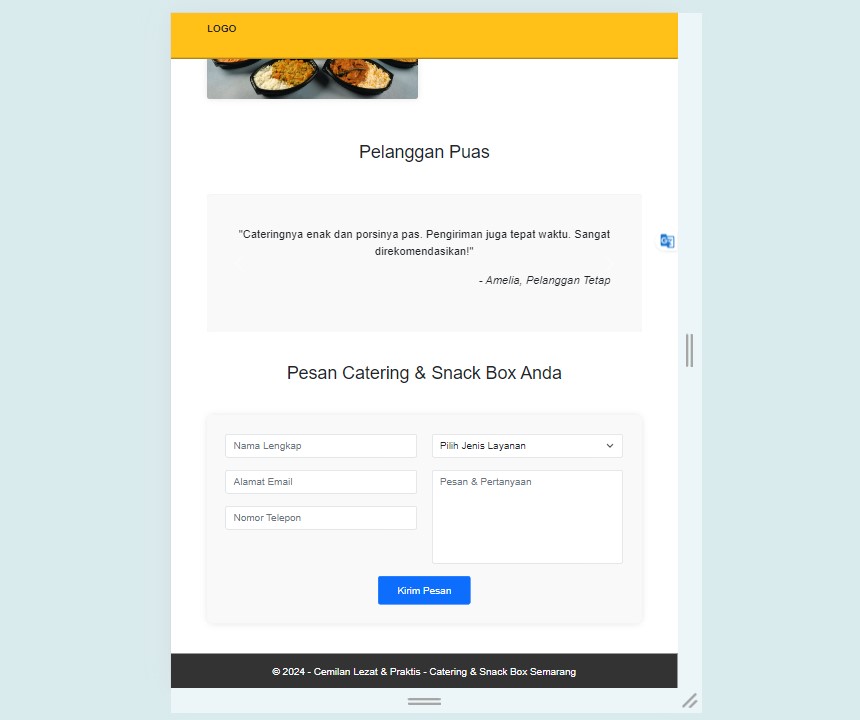 LOGO
Pelanggan Puas
"Cateringnya enak dan porsinya pas. Pengiriman juga tepat waktu. Sangat
direkomendasikan!"
- Amelia, Pelanggan Tetap
Pesan Catering & Snack Box Anda
Nama Lengkap
Pilih Jenis Layanan
Alamat Email
Pesan & Pertanyaan
Nomor Telepon
Kirim Pesan
© 2024 - Cemilan Lezat & Praktis - Catering & Snack Box Semarang